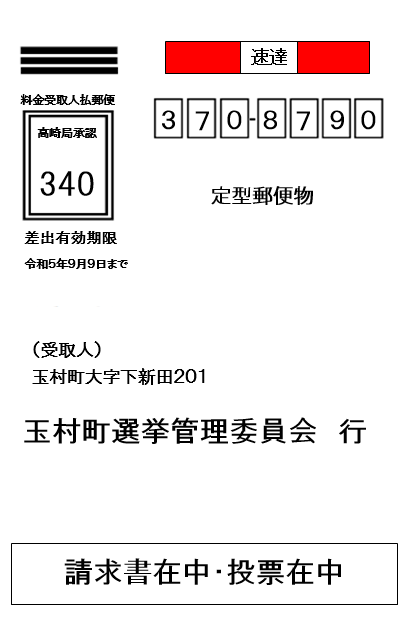 速達
料金受取人払郵便
370-8790
高崎局承認
340
定型郵便物
差出有効期限
令和5年9月9日まで
（受取人）
玉村町大字下新田201
玉村町選挙管理委員会　行
請求書在中・投票在中